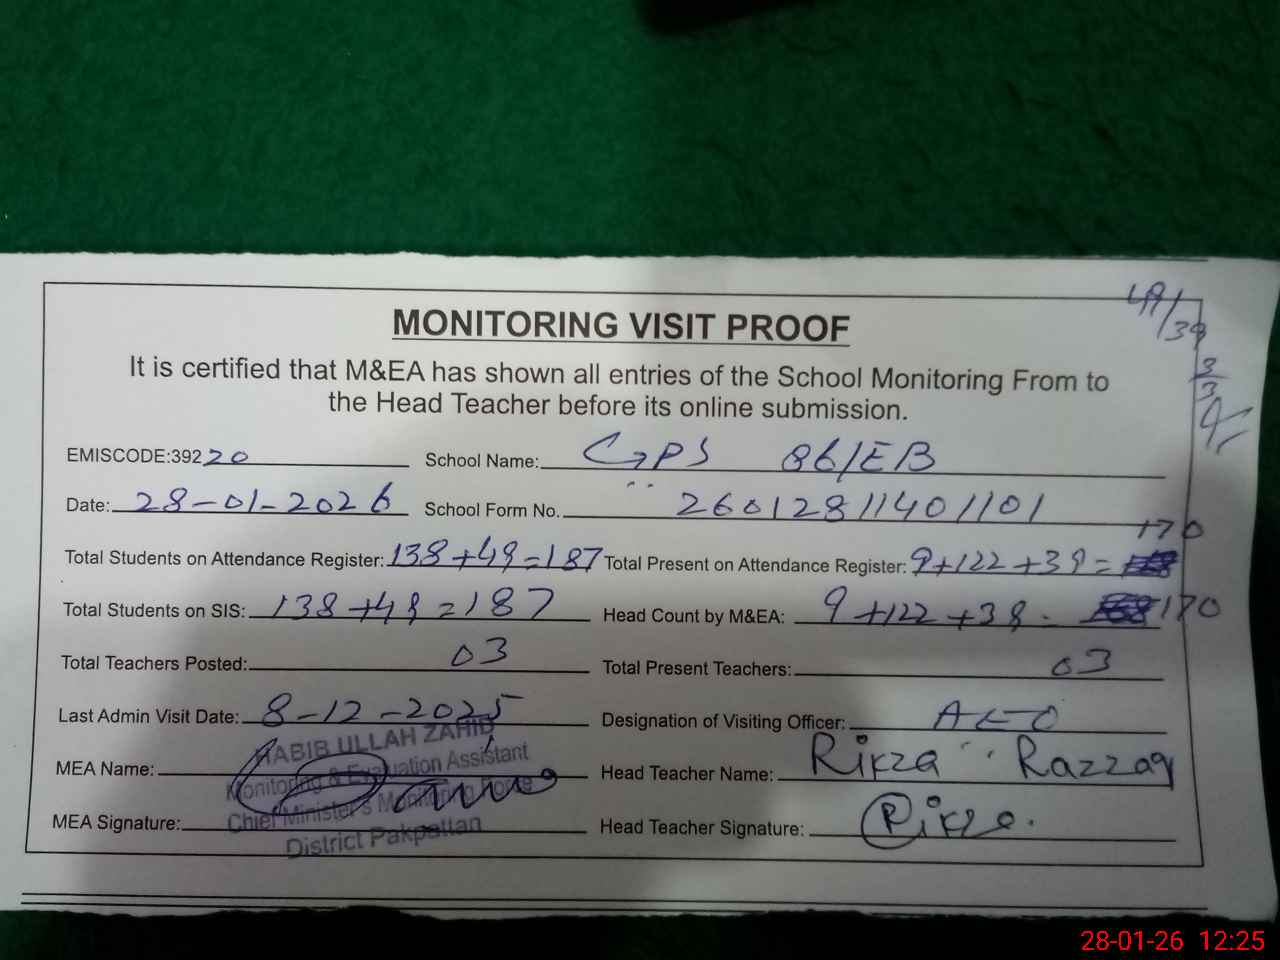 49/39
MONITORING VISIT PROOF
3/3
It is certified that M&EA has shown all entries of the School Monitoring From to
the Head Teacher before its online submission.
EMISCODE:39220 School Name: GPS 86/EB
Date: 28-01-2026 School Form No. 26012811401101
Total Students on Attendance Register: 138+49=187 Total Present on Attendance Register: 9+122+39= 170
Total Students on SIS: 138+49=187 Head Count by M&EA: 9+122+39- 170
Total Teachers Posted: 03 Total Present Teachers: 03
Last Admin Visit Date: 8-12-2025 Designation of Visiting Officer: AEO
HABIB ULLAH ZAHID
MEA Name: Head Teacher Name: Rikza Razzaq
Monitoring & Evaluation Assistant
Chief Minister's Monitoring Force
MEA Signature: Head Teacher Signature: Rikza.
District Pakpattan
28-01-26 12:25